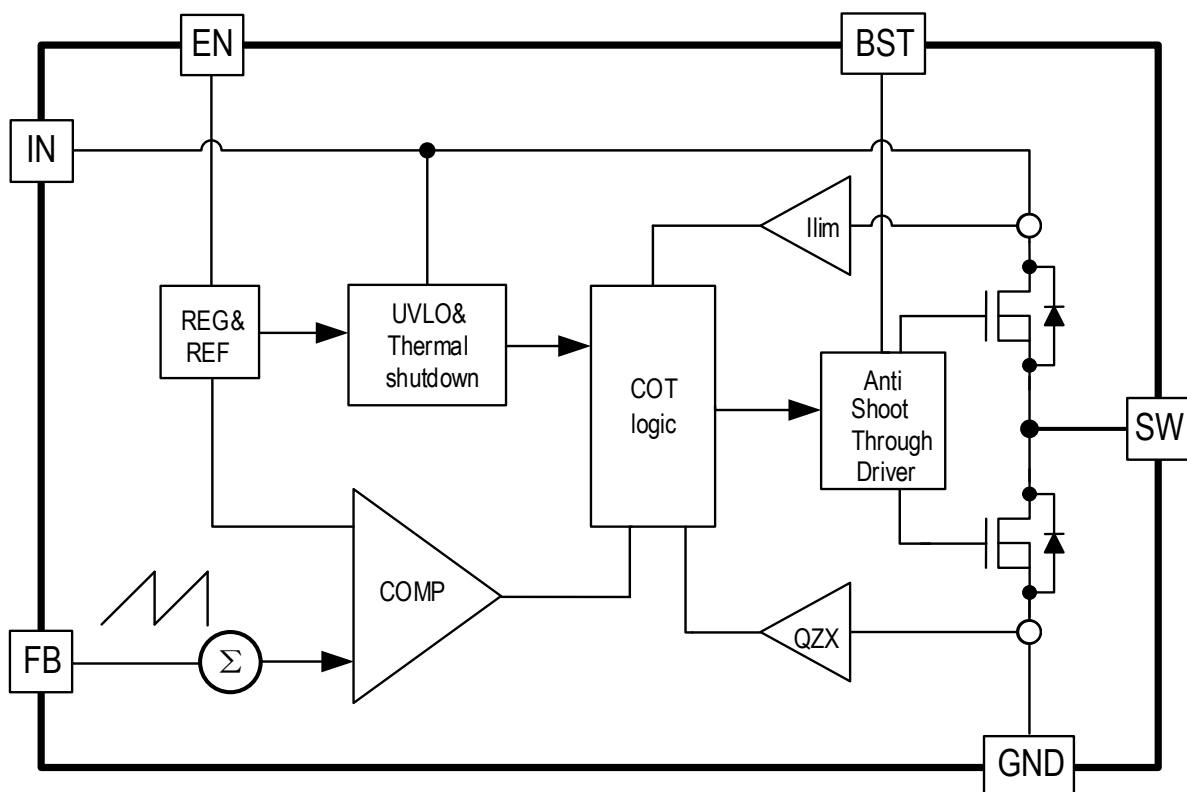 EN
BST
IN
Ilim
REG&
REF
UVLO&
Thermal
shutdown
COT
logic
Anti
Shoot
Through
Driver
SW
COMP
FB
Σ
QZX
GND